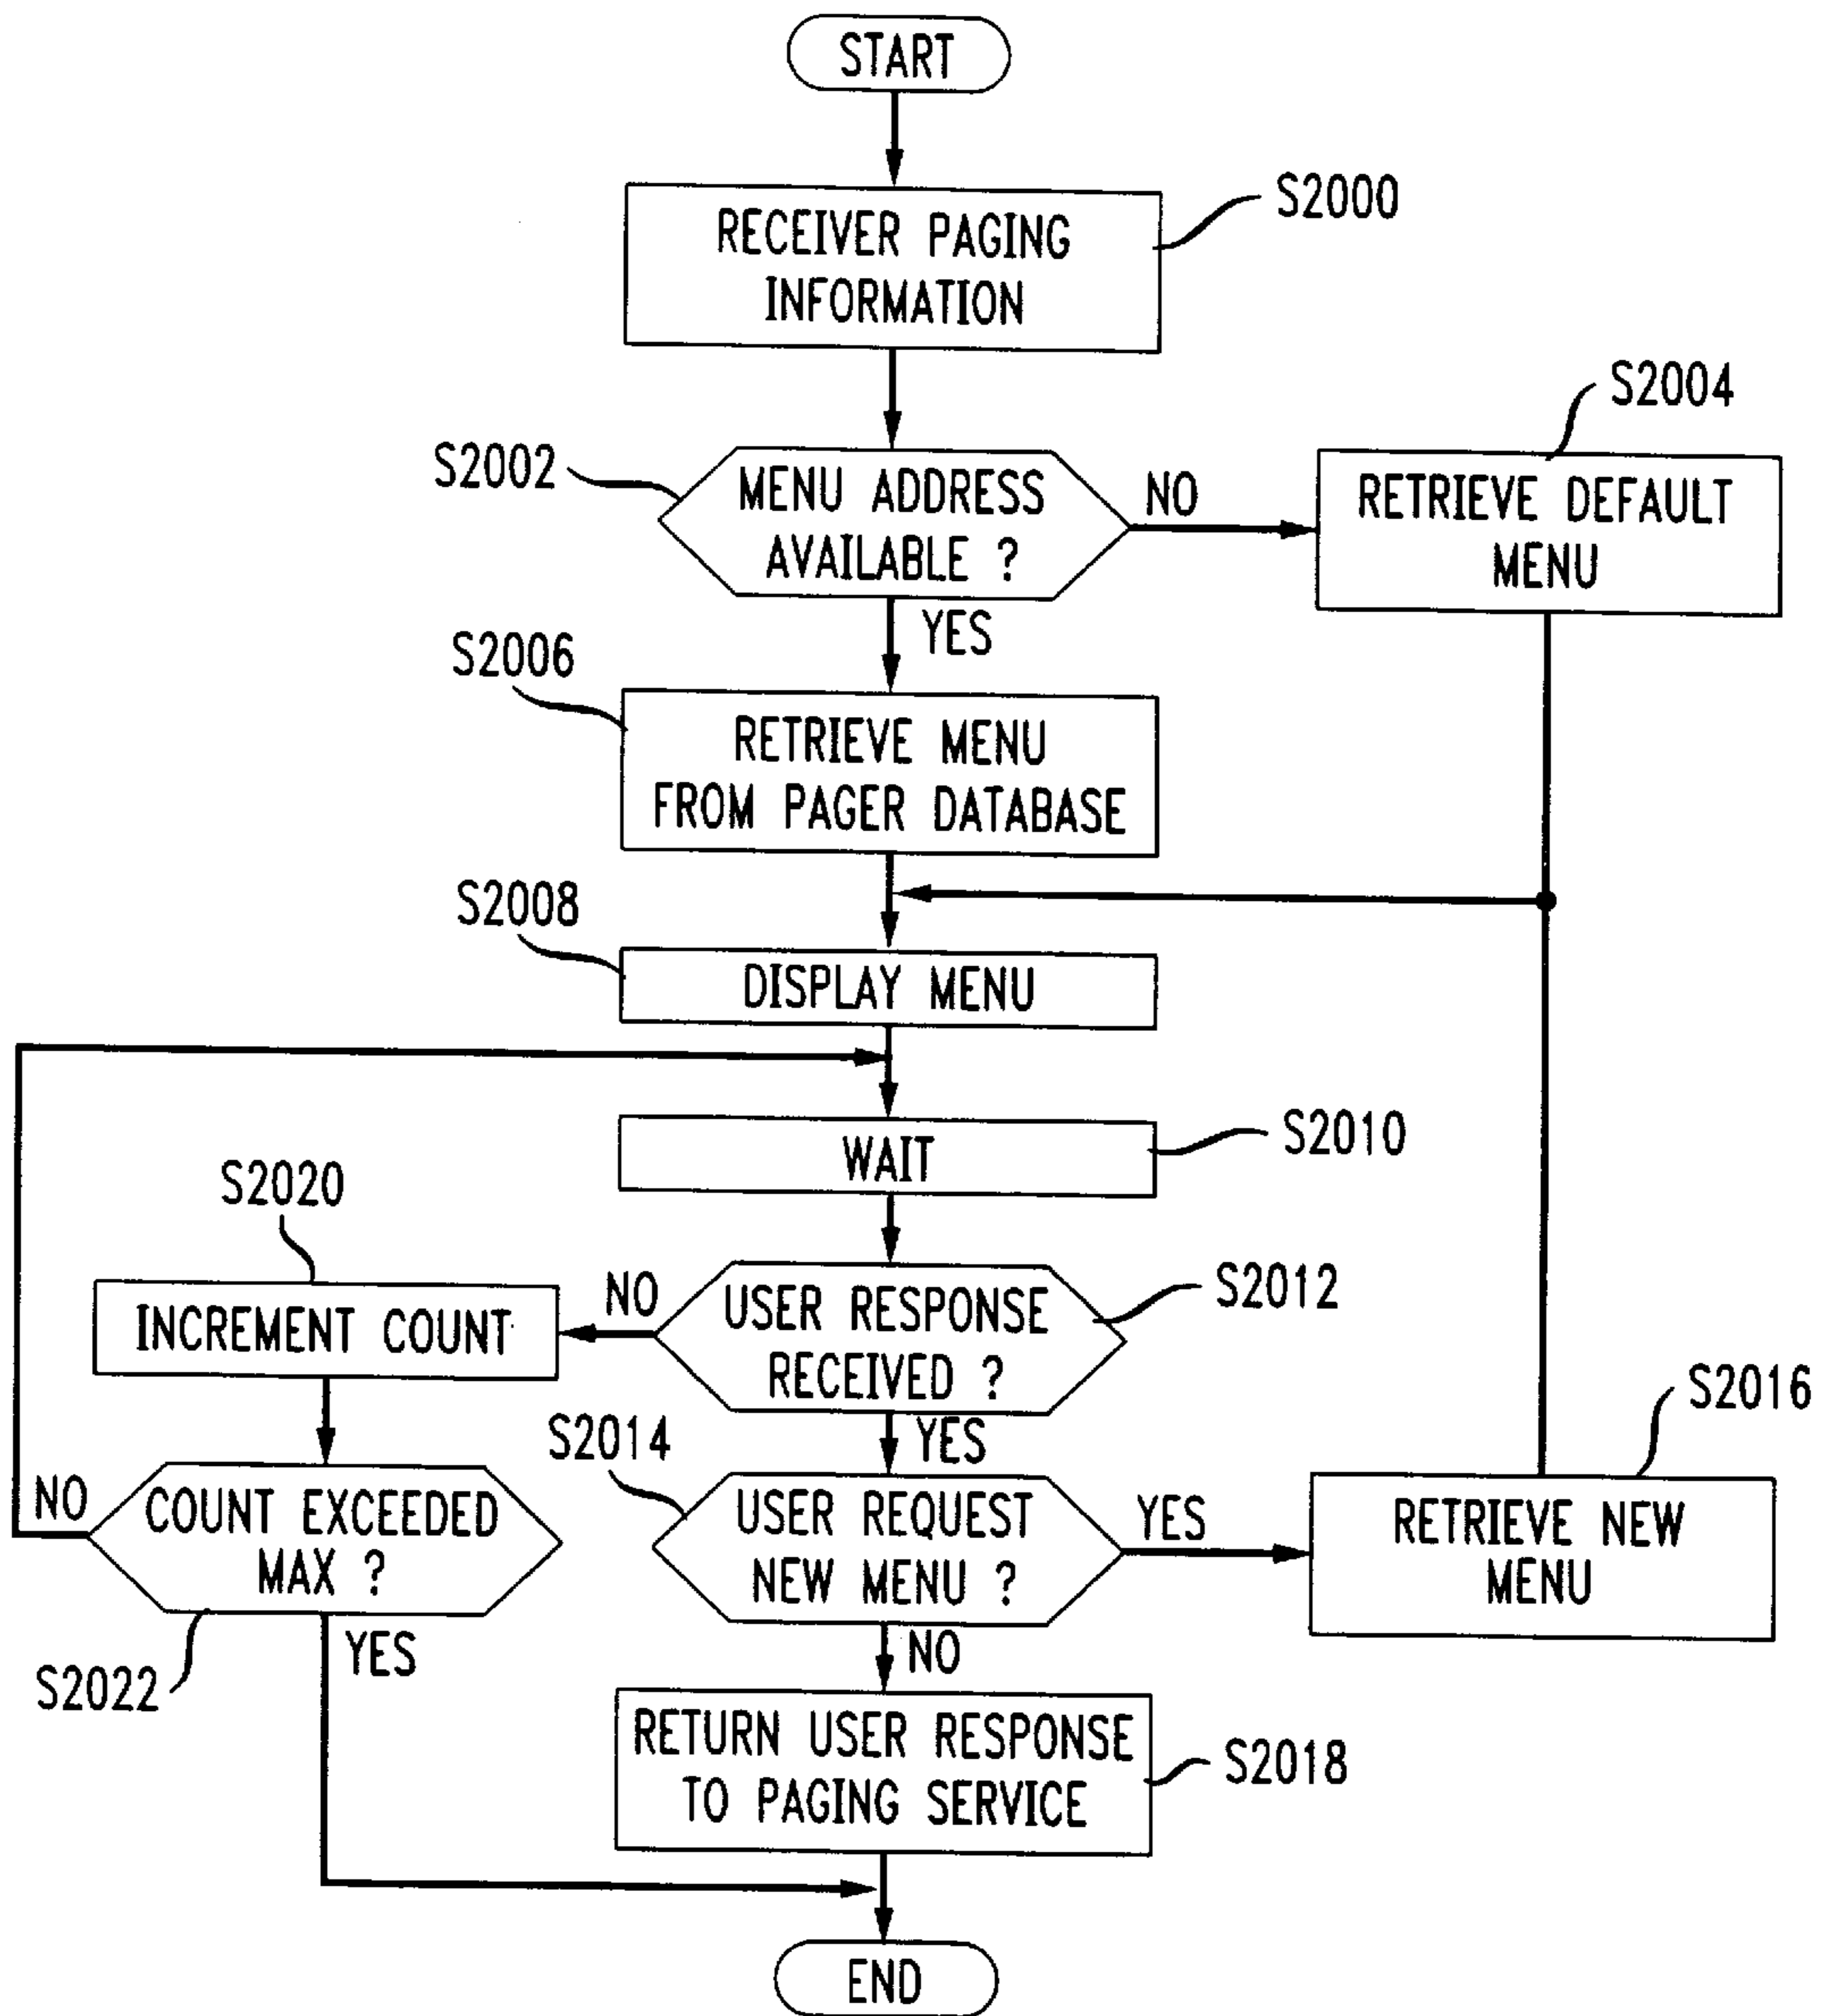 START
RECEIVER PAGING
INFORMATION
S2000
S2002
MENU ADDRESS
AVAILABLE ?
NO
S2004
RETRIEVE DEFAULT
MENU
YES
S2006
RETRIEVE MENU
FROM PAGER DATABASE
S2008
DISPLAY MENU
WAIT
S2010
S2020
INCREMENT COUNT
NO
USER RESPONSE
RECEIVED ?
S2012
YES
S2014
USER REQUEST
NEW MENU ?
YES
S2016
RETRIEVE NEW
MENU
NO
COUNT EXCEEDED
MAX ?
S2022
YES
NO
RETURN USER RESPONSE
TO PAGING SERVICE
S2018
END